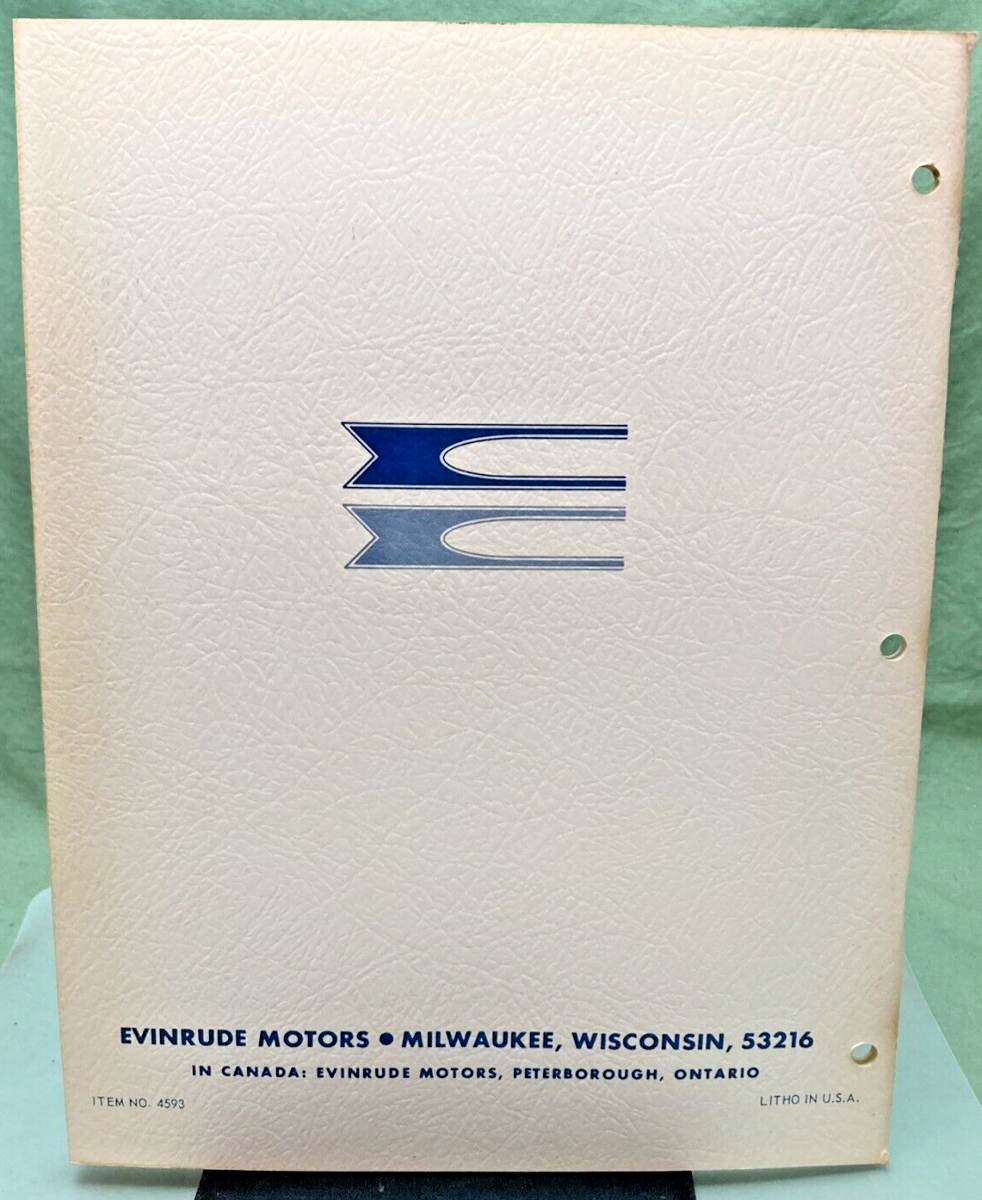 EVINRUDE MOTORS ● MILWAUKEE, WISCONSIN, 53216
IN CANADA: EVINRUDE MOTORS, PETERBOROUGH, ONTARIO
ITEM NO. 4593
LITHO IN U.S.A.